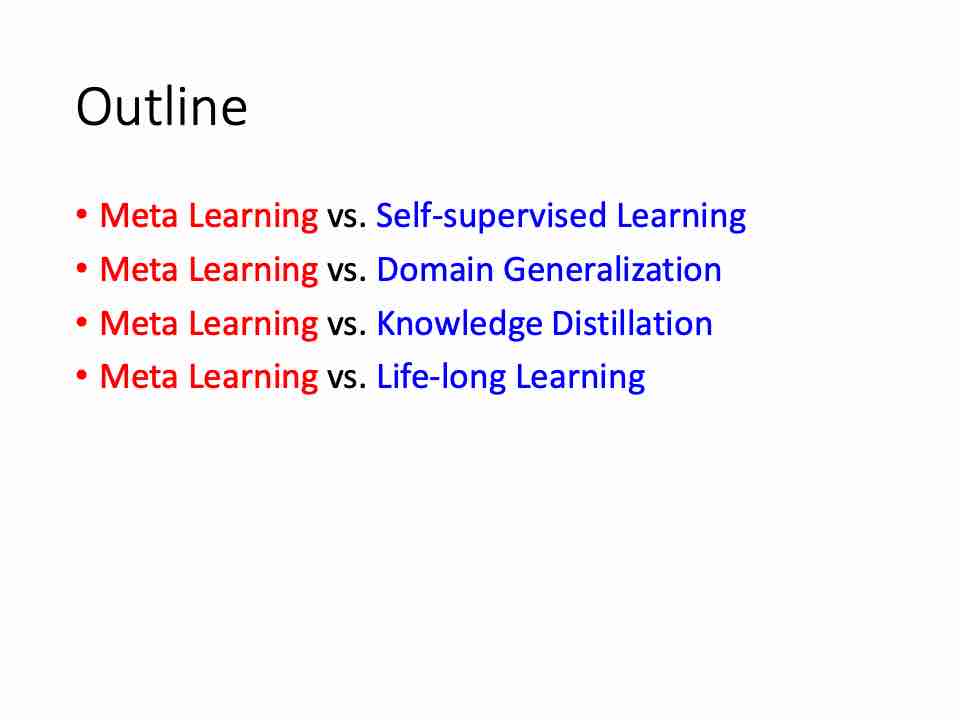 Outline
• Meta Learning vs. Self-supervised Learning
• Meta Learning vs. Domain Generalization
• Meta Learning vs. Knowledge Distillation
• Meta Learning vs. Life-long Learning